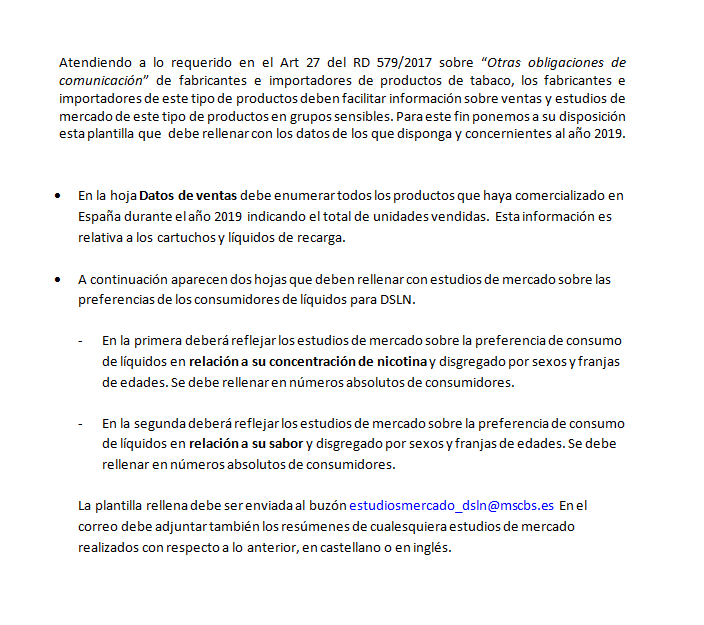 Atendiendo a lo requerido en el Art 27 del RD 579/2017 sobre “Otras obligaciones de
comunicación” de fabricantes e importadores de productos de tabaco, los fabricantes e
importadores de este tipo de productos deben facilitar información sobre ventas y estudios de
mercado de este tipo de productos en grupos sensibles. Para este fin ponemos a su disposición
esta plantilla que debe rellenar con los datos de los que disponga y concernientes al año 2019.
• En la hoja Datos de ventas debe enumerar todos los productos que haya comercializado en
España durante el año 2019 indicando el total de unidades vendidas. Esta información es
relativa a los cartuchos y líquidos de recarga.
• A continuación aparecen dos hojas que deben rellenar con estudios de mercado sobre las
preferencias de los consumidores de líquidos para DSLN.
- En la primera deberá reflejar los estudios de mercado sobre la preferencia de consumo
de líquidos en relación a su concentración de nicotina y disgregado por sexos y franjas
de edades. Se debe rellenar en números absolutos de consumidores.
- En la segunda deberá reflejar los estudios de mercado sobre la preferencia de consumo
de líquidos en relación a su sabor y disgregado por sexos y franjas de edades. Se debe
rellenar en números absolutos de consumidores.
La plantilla rellena debe ser enviada al buzón estudiosmercado_dsln@mscbs.es En el
correo debe adjuntar también los resúmenes de cualesquiera estudios de mercado
realizados con respecto a lo anterior, en castellano o en inglés.